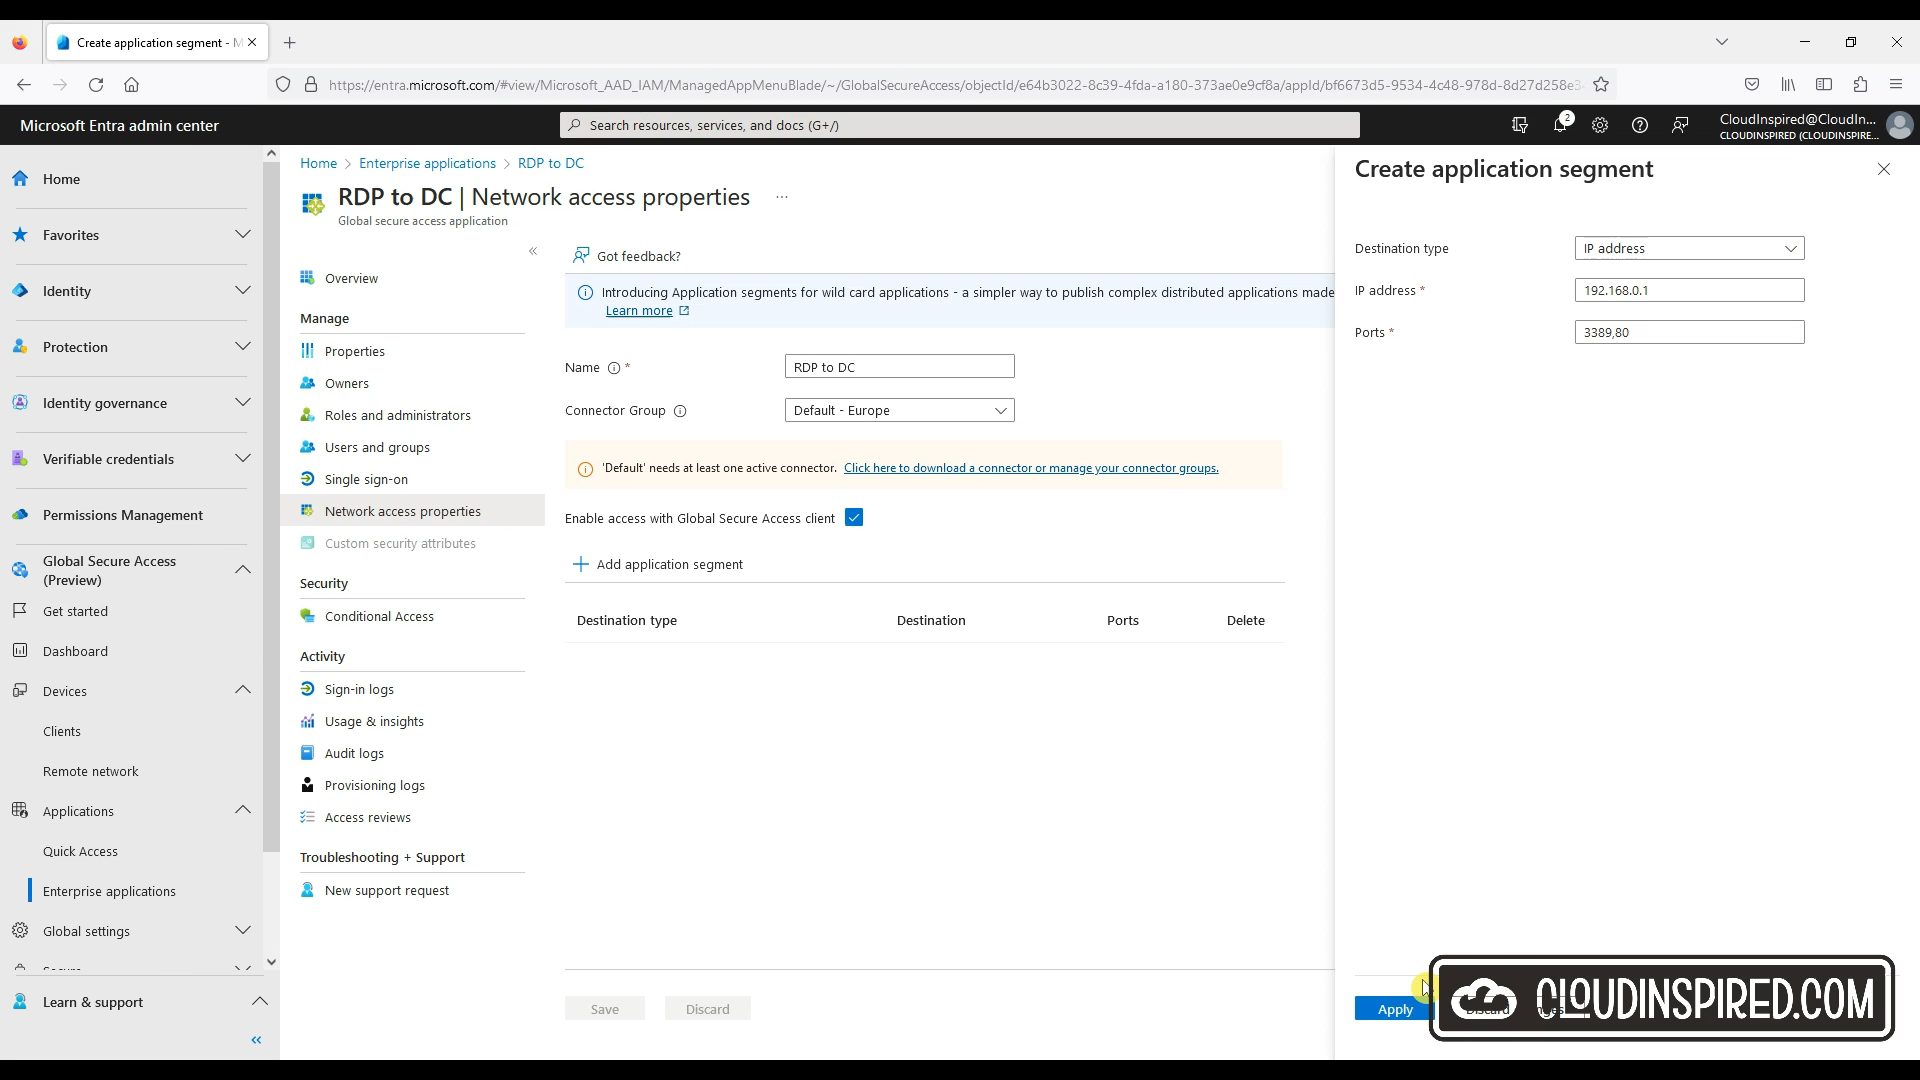 Create application segment - M
https://entra.microsoft.com/#view/Microsoft_AAD_IAM/ManagedAppMenuBlade/~/GlobalSecureAccess/objectId/e64b3022-8c39-4fda-a180-373ae0e9cf8a/appId/bf6673d5-9534-4c48-978d-8d27d258e3
Microsoft Entra admin center
Search resources, services, and docs (G+/)
2
CloudInspired@CloudIn...
CLOUDINSPIRED (CLOUDINSPIRE...
Home
Favorites
Identity
Protection
Identity governance
Verifiable credentials
Permissions Management
Global Secure Access
(Preview)
Get started
Dashboard
Devices
Clients
Remote network
Applications
Quick Access
Enterprise applications
Global settings
Learn & support
Home > Enterprise applications > RDP to DC
RDP to DC | Network access properties
...
Global secure access application
Overview
Manage
Properties
Owners
Roles and administrators
Users and groups
Single sign-on
Network access properties
Custom security attributes
Security
Conditional Access
Activity
Sign-in logs
Usage & insights
Audit logs
Provisioning logs
Access reviews
Troubleshooting + Support
New support request
Got feedback?
Introducing Application segments for wild card applications - a simpler way to publish complex distributed applications made
Learn more
Name *
RDP to DC
Connector Group
Default - Europe
'Default' needs at least one active connector. Click here to download a connector or manage your connector groups.
Enable access with Global Secure Access client
Add application segment
Destination type Destination Ports Delete
Save Discard
Create application segment
Destination type
IP address
IP address *
192.168.0.1
Ports *
3389,80
Apply
CLOUDINSPIRED.COM